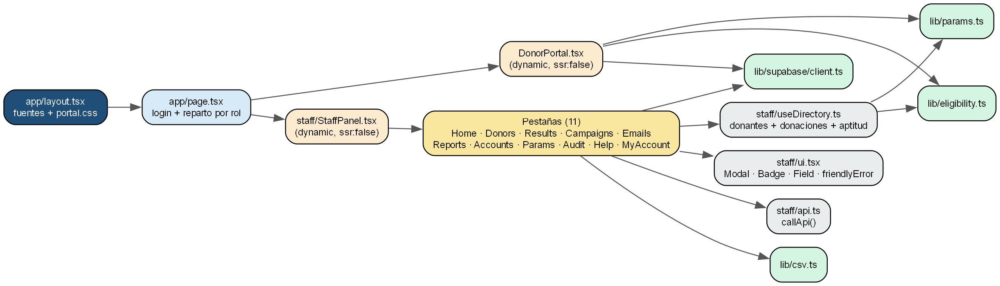 app/layout.tsx
fuentes + portal.css
app/page.tsx
login + reparto por rol
DonorPortal.tsx
(dynamic, ssr:false)
staff/StaffPanel.tsx
(dynamic, ssr:false)
Pestañas (11)
Home · Donors · Results · Campaigns · Emails
Reports · Accounts · Params · Audit · Help · MyAccount
lib/params.ts
lib/supabase/client.ts
lib/eligibility.ts
staff/useDirectory.ts
donantes + donaciones + aptitud
staff/ui.tsx
Modal · Badge · Field · friendlyError
staff/api.ts
callApi()
lib/csv.ts